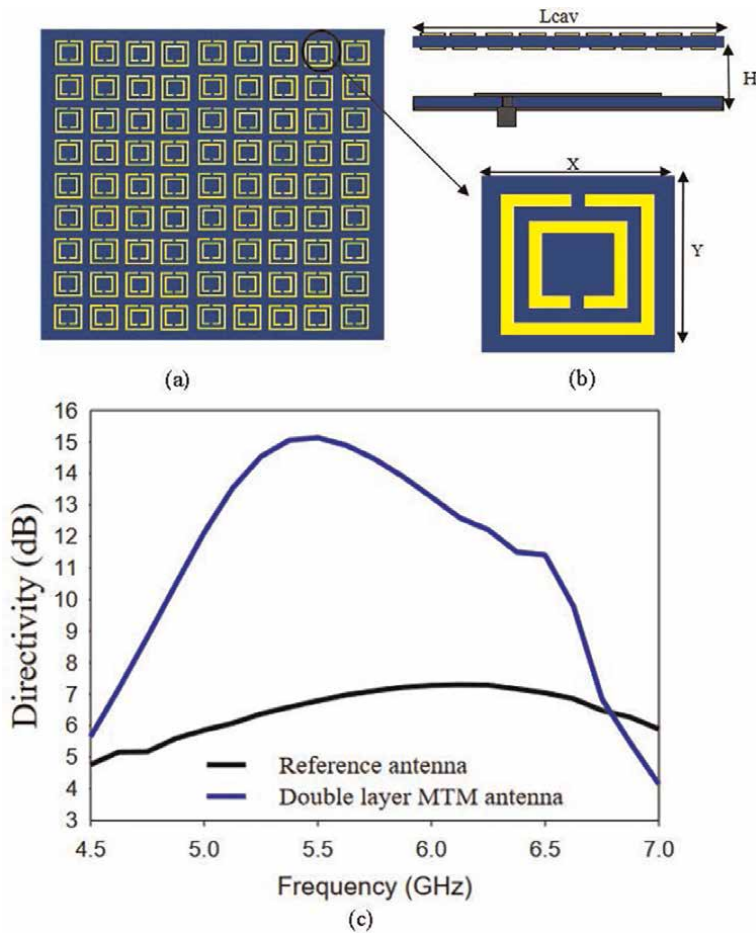 Lcav
H
X
Y
(a)
(b)
16
15
14
13
12
11
10
9
8
7
6
5
4
3
Directivity (dB)
Reference antenna
Double layer MTM antenna
4.5 5.0 5.5 6.0 6.5 7.0
Frequency (GHz)
(c)